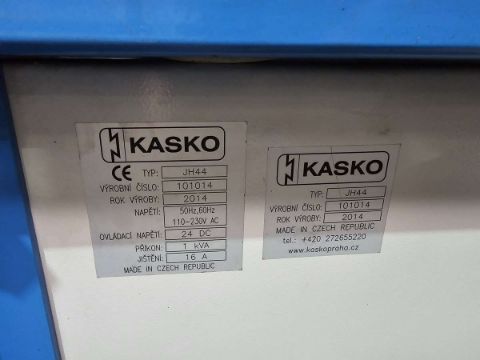 KASKO
CE TYP: JH44
VÝROBNÍ ČÍSLO: 101014
ROK VÝROBY: 2014
NAPĚTÍ: 50Hz,60Hz
110-230V AC
OVLÁDACÍ NAPĚTÍ: 24 DC
PŘÍKON: 1 kVA
JIŠTĚNÍ: 16 A
MADE IN CZECH REPUBLIC
KASKO
TYP: JH44
VÝROBNÍ ČÍSLO: 101014
ROK VÝROBY: 2014
MADE IN CZECH REPUBLIC
tel.: +420 272655220
www.kaskopraha.cz